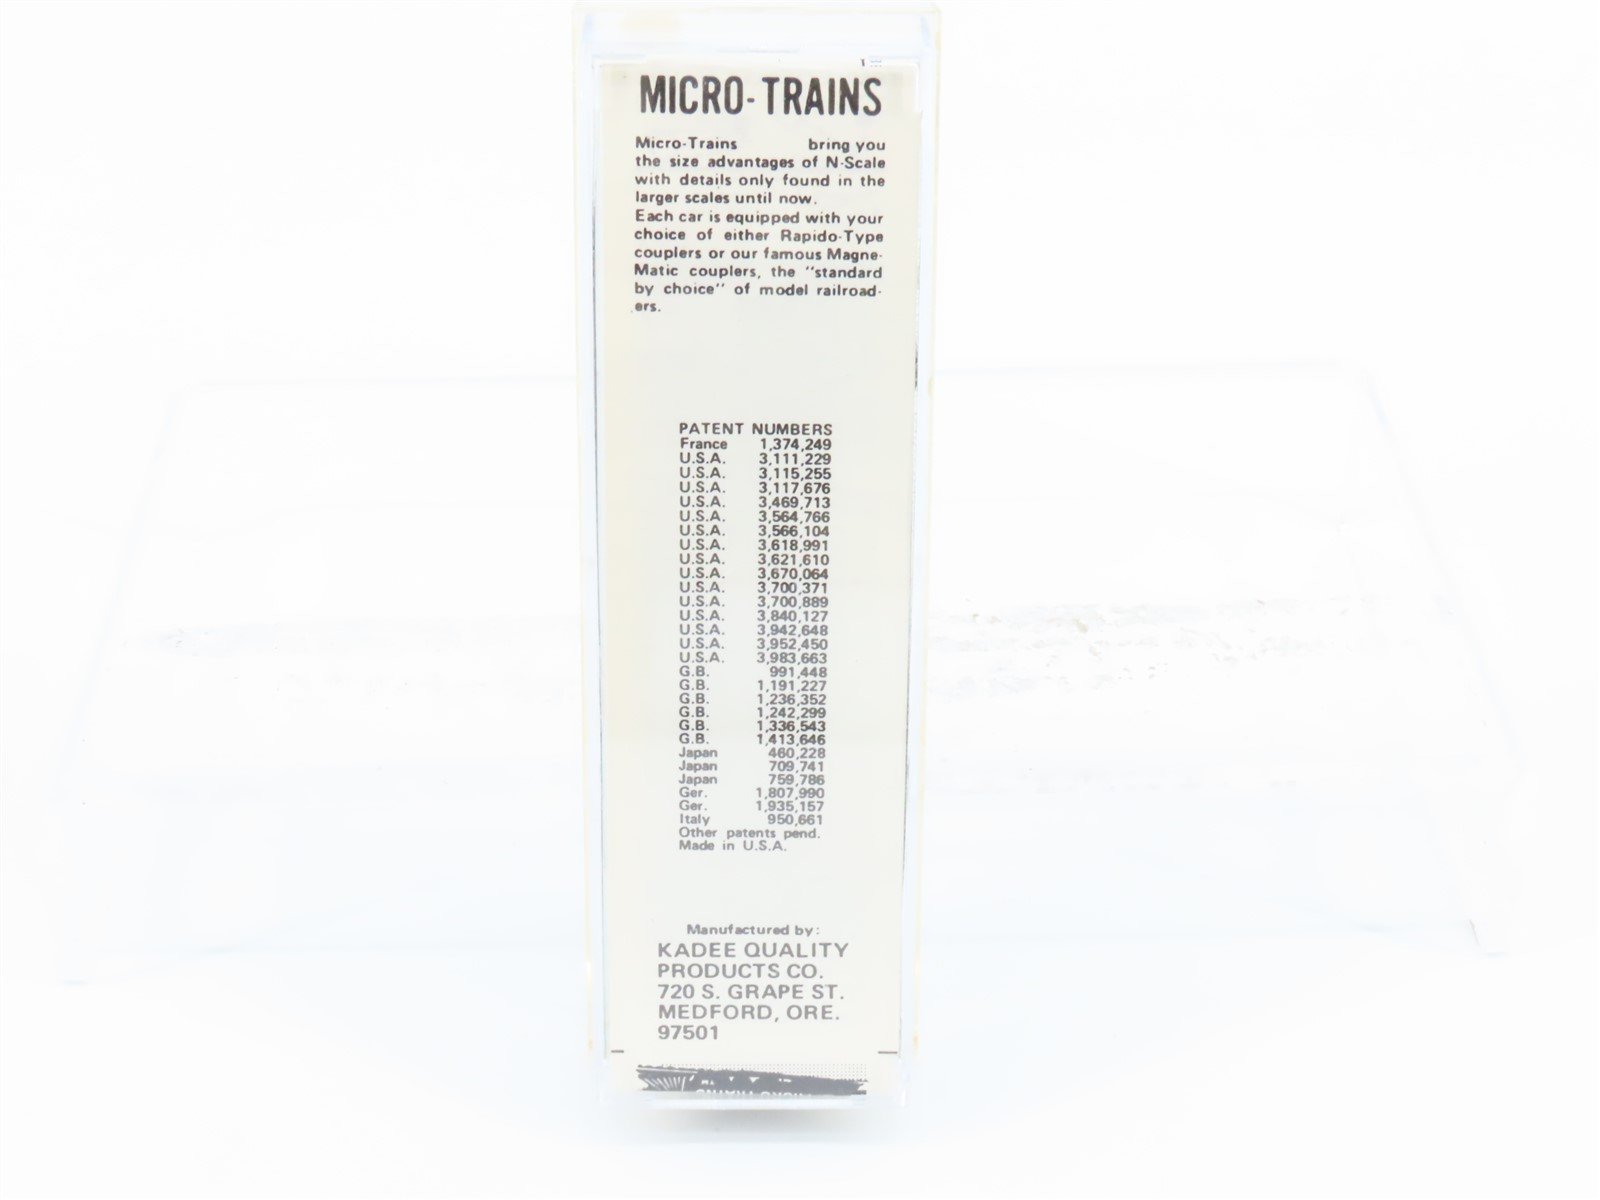 MICRO-TRAINS
Micro-Trains bring you
the size advantages of N-Scale
with details only found in the
larger scales until now.
Each car is equipped with your
choice of either Rapido-Type
couplers or our famous Magne-
Matic couplers, the "standard
by choice" of model railroad-
ers.
PATENT NUMBERS
France 1,374,249
U.S.A. 3,111,229
U.S.A. 3,115,255
U.S.A. 3,117,676
U.S.A. 3,469,713
U.S.A. 3,564,766
U.S.A. 3,566,104
U.S.A. 3,618,991
U.S.A. 3,621,610
U.S.A. 3,670,064
U.S.A. 3,700,371
U.S.A. 3,700,889
U.S.A. 3,840,127
U.S.A. 3,942,648
U.S.A. 3,952,450
U.S.A. 3,983,663
G.B. 991,448
G.B. 1,191,227
G.B. 1,236,352
G.B. 1,242,299
G.B. 1,336,543
G.B. 1,413,646
Japan 460,228
Japan 709,741
Japan 759,786
Ger. 1,807,990
Ger. 1,935,157
Italy 950,661
Other patents pend.
Made in U.S.A.
Manufactured by:
KADEE QUALITY
PRODUCTS CO.
720 S. GRAPE ST.
MEDFORD, ORE.
97501